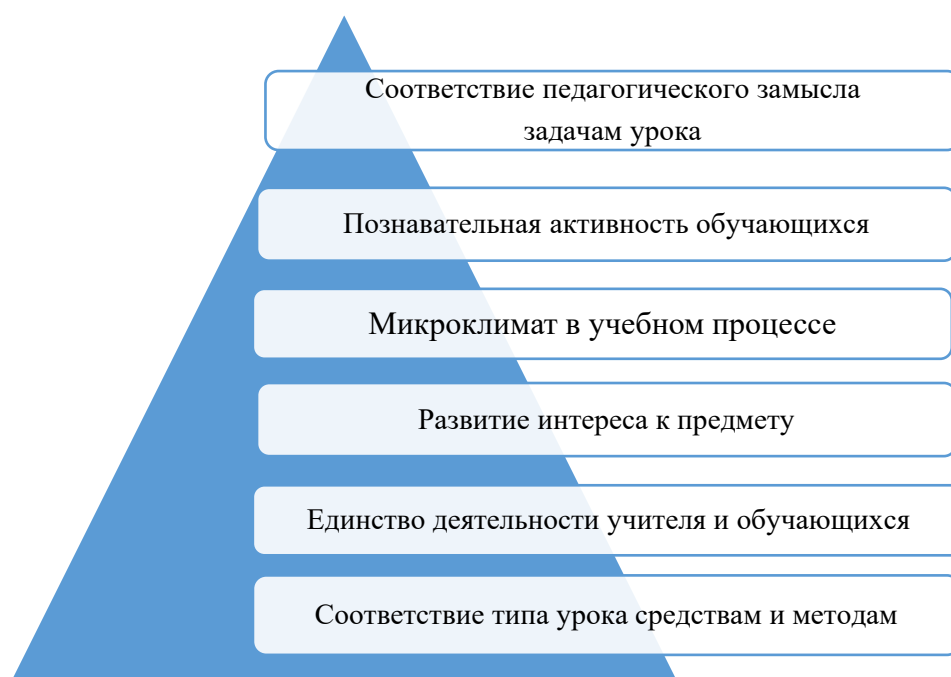 Соответствие педагогического замысла
задачам урока
Познавательная активность обучающихся
Микроклимат в учебном процессе
Развитие интереса к предмету
Единство деятельности учителя и обучающихся
Соответствие типа урока средствам и методам